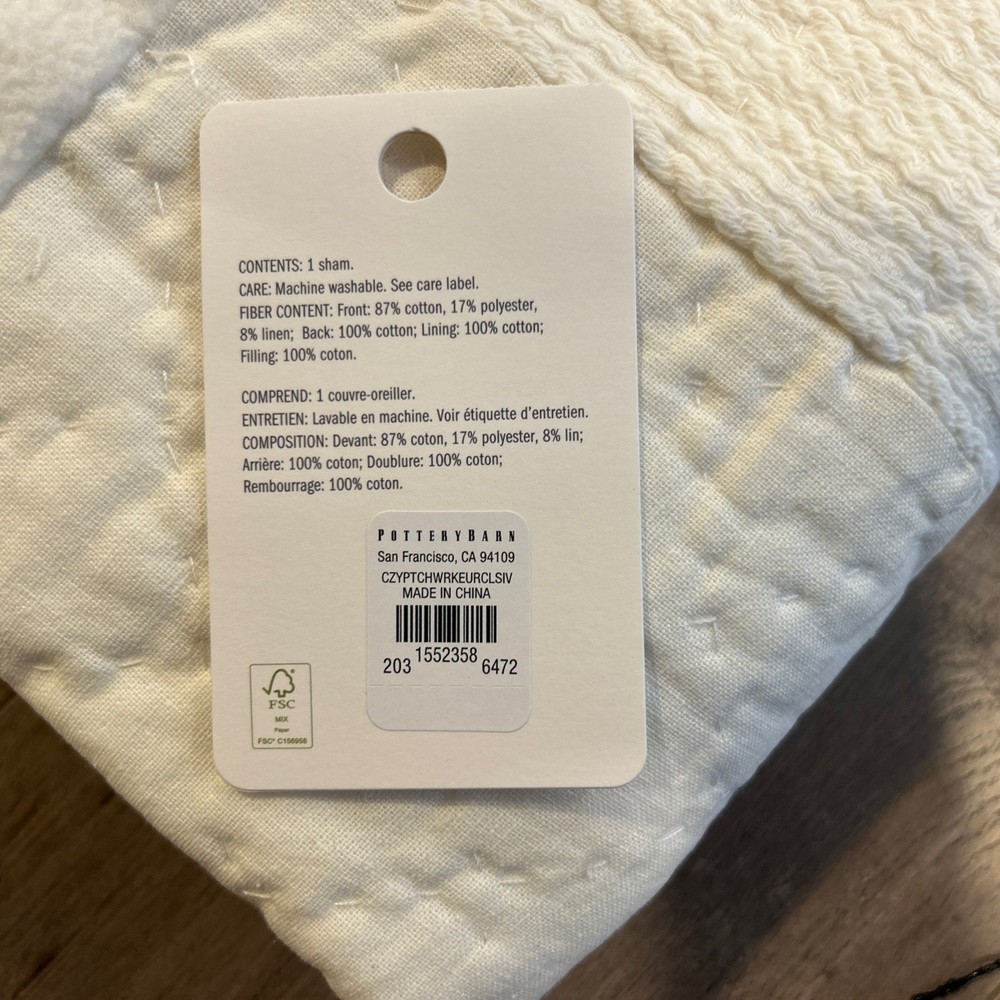 CONTENTS: 1 sham.
CARE: Machine washable. See care label.
FIBER CONTENT: Front: 87% cotton, 17% polyester,
8% linen; Back: 100% cotton; Lining: 100% cotton;
Filling: 100% coton.
COMPREND: 1 couvre-oreiller.
ENTRETIEN: Lavable en machine. Voir étiquette d'entretien.
COMPOSITION: Devant: 87% coton, 17% polyester, 8% lin;
Arrière: 100% coton; Doublure: 100% coton;
Rembourrage: 100% coton.
POTTERY BARN
San Francisco, CA 94109
CZYPTCHWRKEURCLSIV
MADE IN CHINA
203 1552358 6472
FSC
MIX
Paper
FSC® C156956